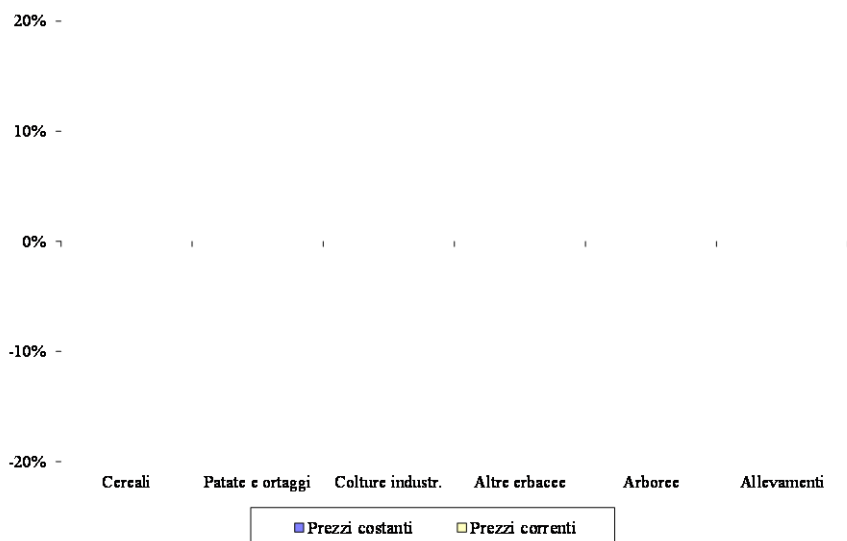 20%
10%
0%
-10%
-20%
Cereali Patate e ortaggi Colture industr. Altre erbacee Arboree Allevamenti
Prezzi costanti Prezzi correnti